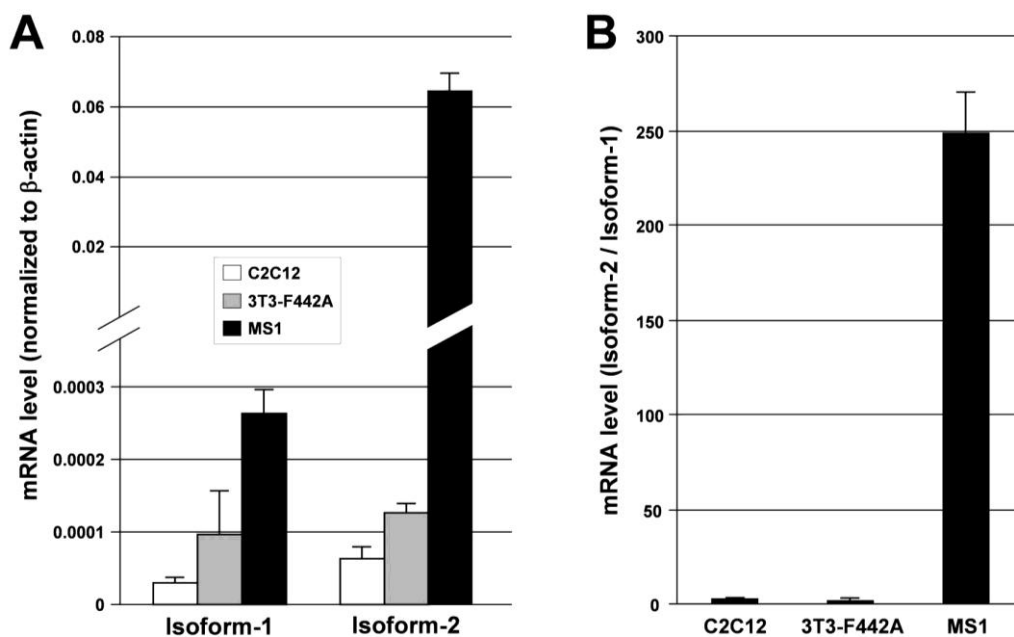 A
mRNA level (normalized to β-actin)
0.08
0.06
0.04
0.02
0.0003
0.0002
0.0001
0
C2C12
3T3-F442A
MS1
Isoform-1
Isoform-2
B
mRNA level (Isoform-2 / Isoform-1)
300
250
200
150
100
50
0
C2C12
3T3-F442A
MS1